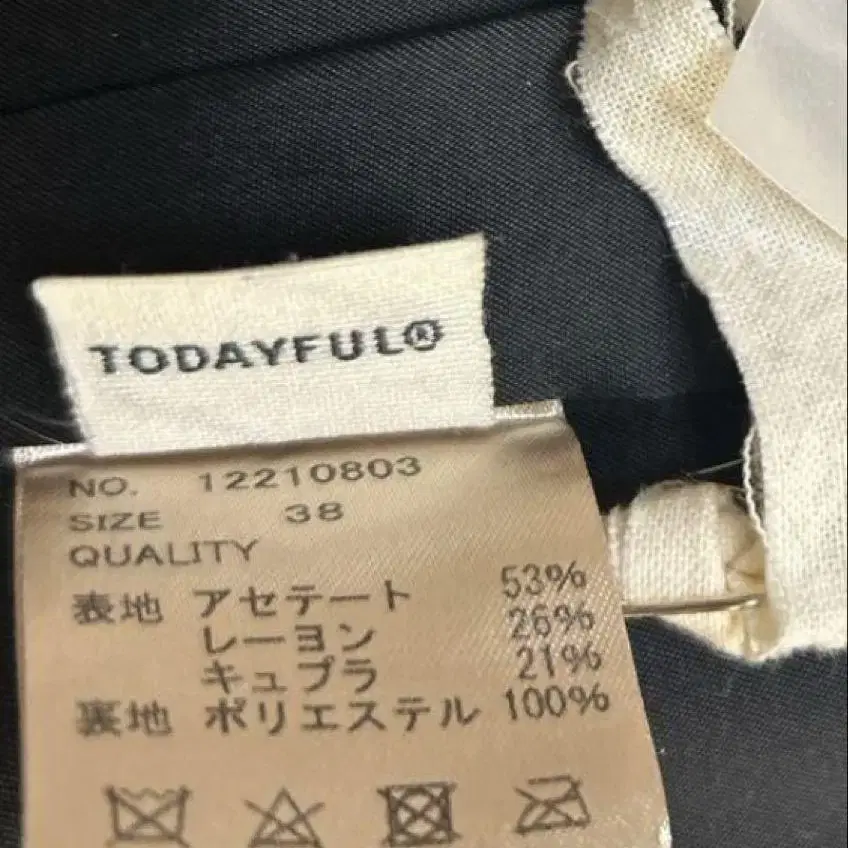 TODAYFUL®
NO. 12210803
SIZE 38
QUALITY
表地 アセテート 53%
レーヨン 26%
キュプラ 21%
裏地 ポリエステル 100%